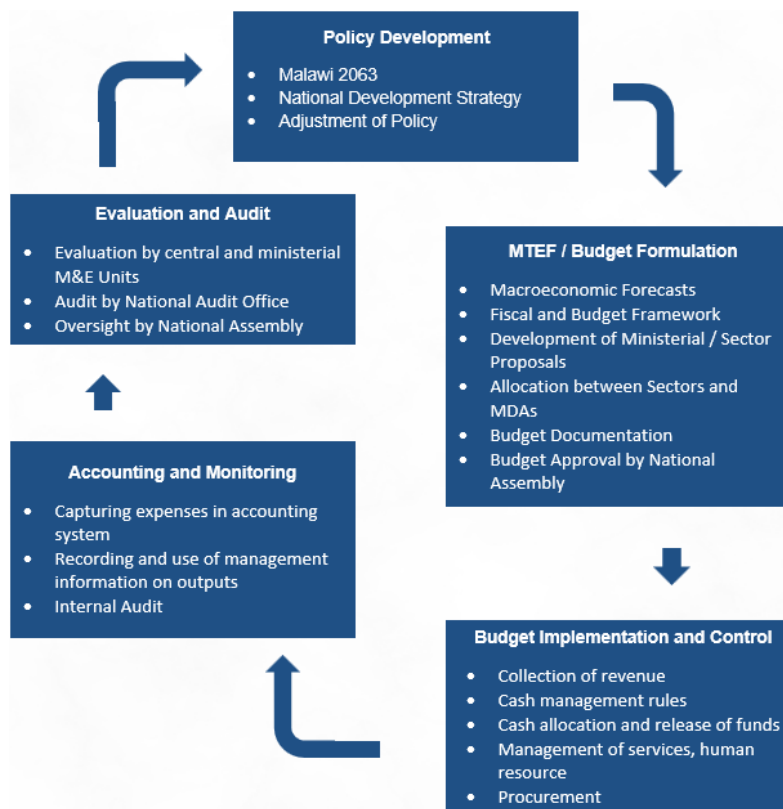 Policy Development
Malawi 2063
National Development Strategy
Adjustment of Policy
MTEF / Budget Formulation
Macroeconomic Forecasts
Fiscal and Budget Framework
Development of Ministerial / Sector
Proposals
Allocation between Sectors and
MDAs
Budget Documentation
Budget Approval by National
Assembly
Budget Implementation and Control
Collection of revenue
Cash management rules
Cash allocation and release of funds
Management of services, human
resource
Procurement
Accounting and Monitoring
Capturing expenses in accounting
system
Recording and use of management
information on outputs
Internal Audit
Evaluation and Audit
Evaluation by central and ministerial
M&E Units
Audit by National Audit Office
Oversight by National Assembly